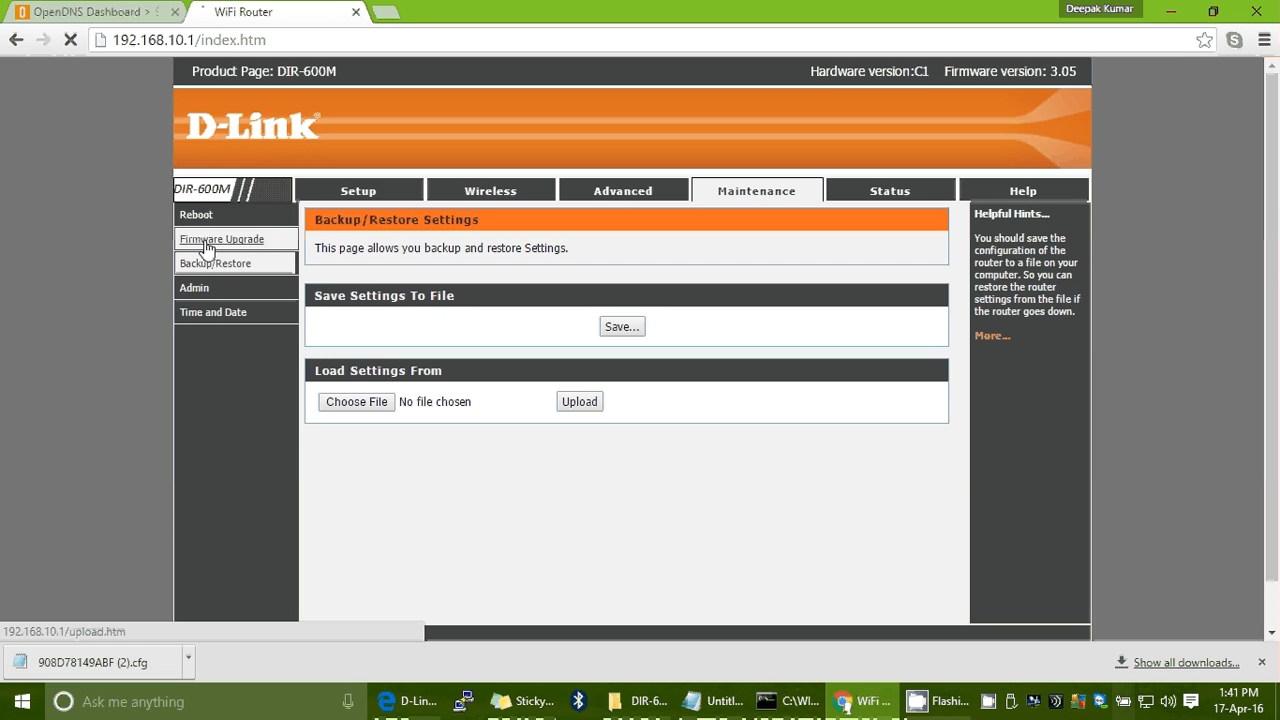 OpenDNS Dashboard > S
WiFi Router
Deepak Kumar
192.168.10.1/index.htm
Product Page: DIR-600M
Hardware version:C1
Firmware version: 3.05
D-Link
DIR-600M
Setup
Wireless
Advanced
Maintenance
Status
Help
Reboot
Firmware Upgrade
Backup/Restore
Admin
Time and Date
Backup/Restore Settings
This page allows you backup and restore Settings.
Save Settings To File
Save...
Load Settings From
Choose File No file chosen
Upload
Helpful Hints...
You should save the
configuration of the
router to a file on your
computer. So you can
restore the router
settings from the file if
the router goes down.
More...
192.168.10.1/upload.htm
908D78149ABF (2).cfg
Show all downloads...
Ask me anything
D-Lin...
Sticky...
DIR-6...
Untitl...
C:\WI...
WiFi ...
Flashi...
1:41 PM
17-Apr-16